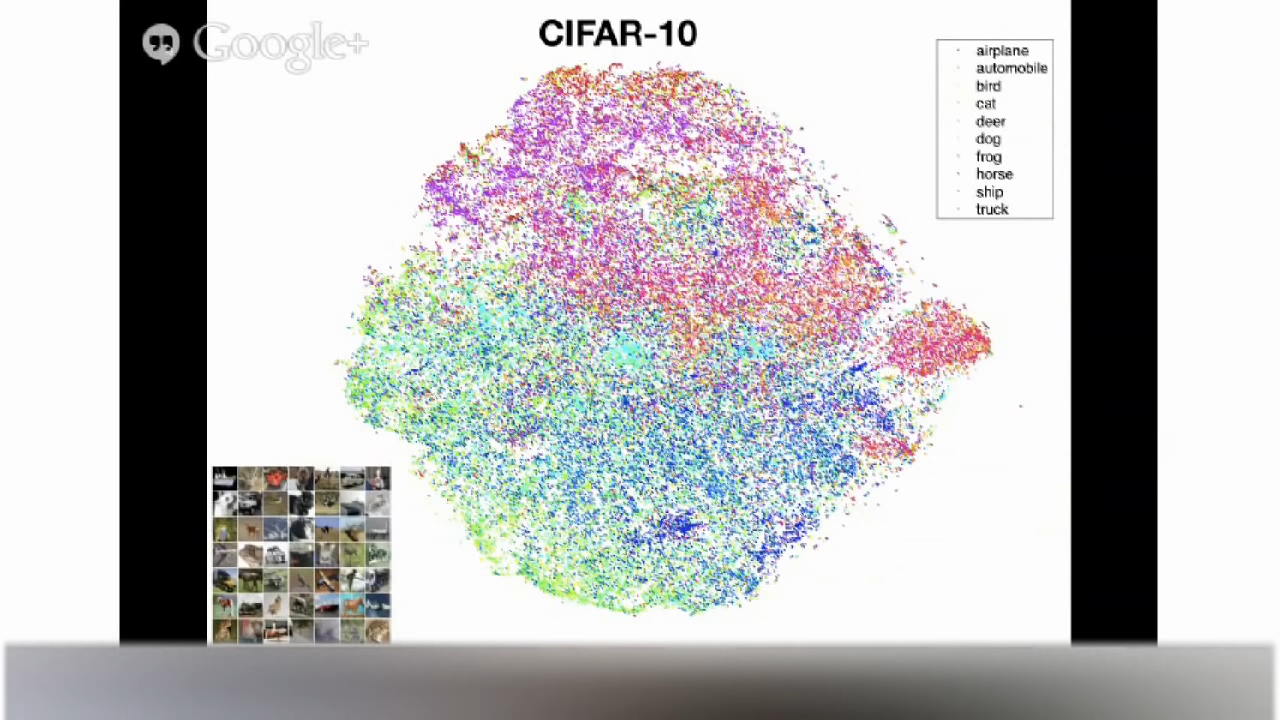 Google+
CIFAR-10
airplane
automobile
bird
cat
deer
dog
frog
horse
ship
truck